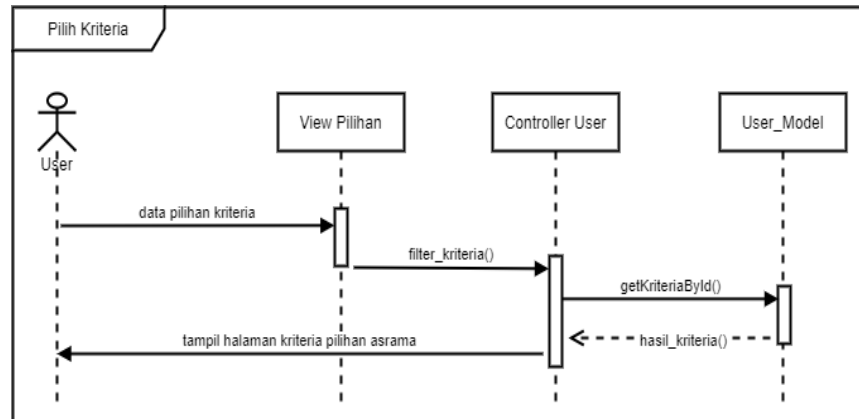 Pilih Kriteria
View Pilihan
Controller User
User_Model
User
data pilihan kriteria
filter_kriteria()
getKriteriaById()
hasil_kriteria()
tampil halaman kriteria pilihan asrama